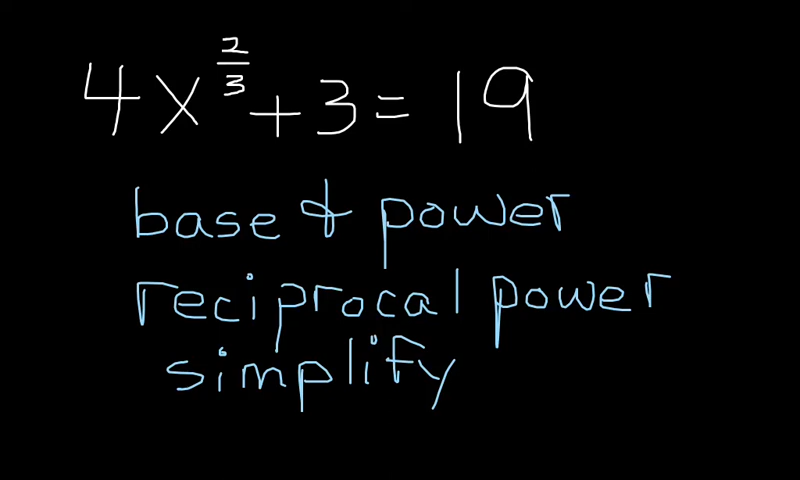 4x^{2/3} + 3 = 19
base & power
reciprocal power
simplify